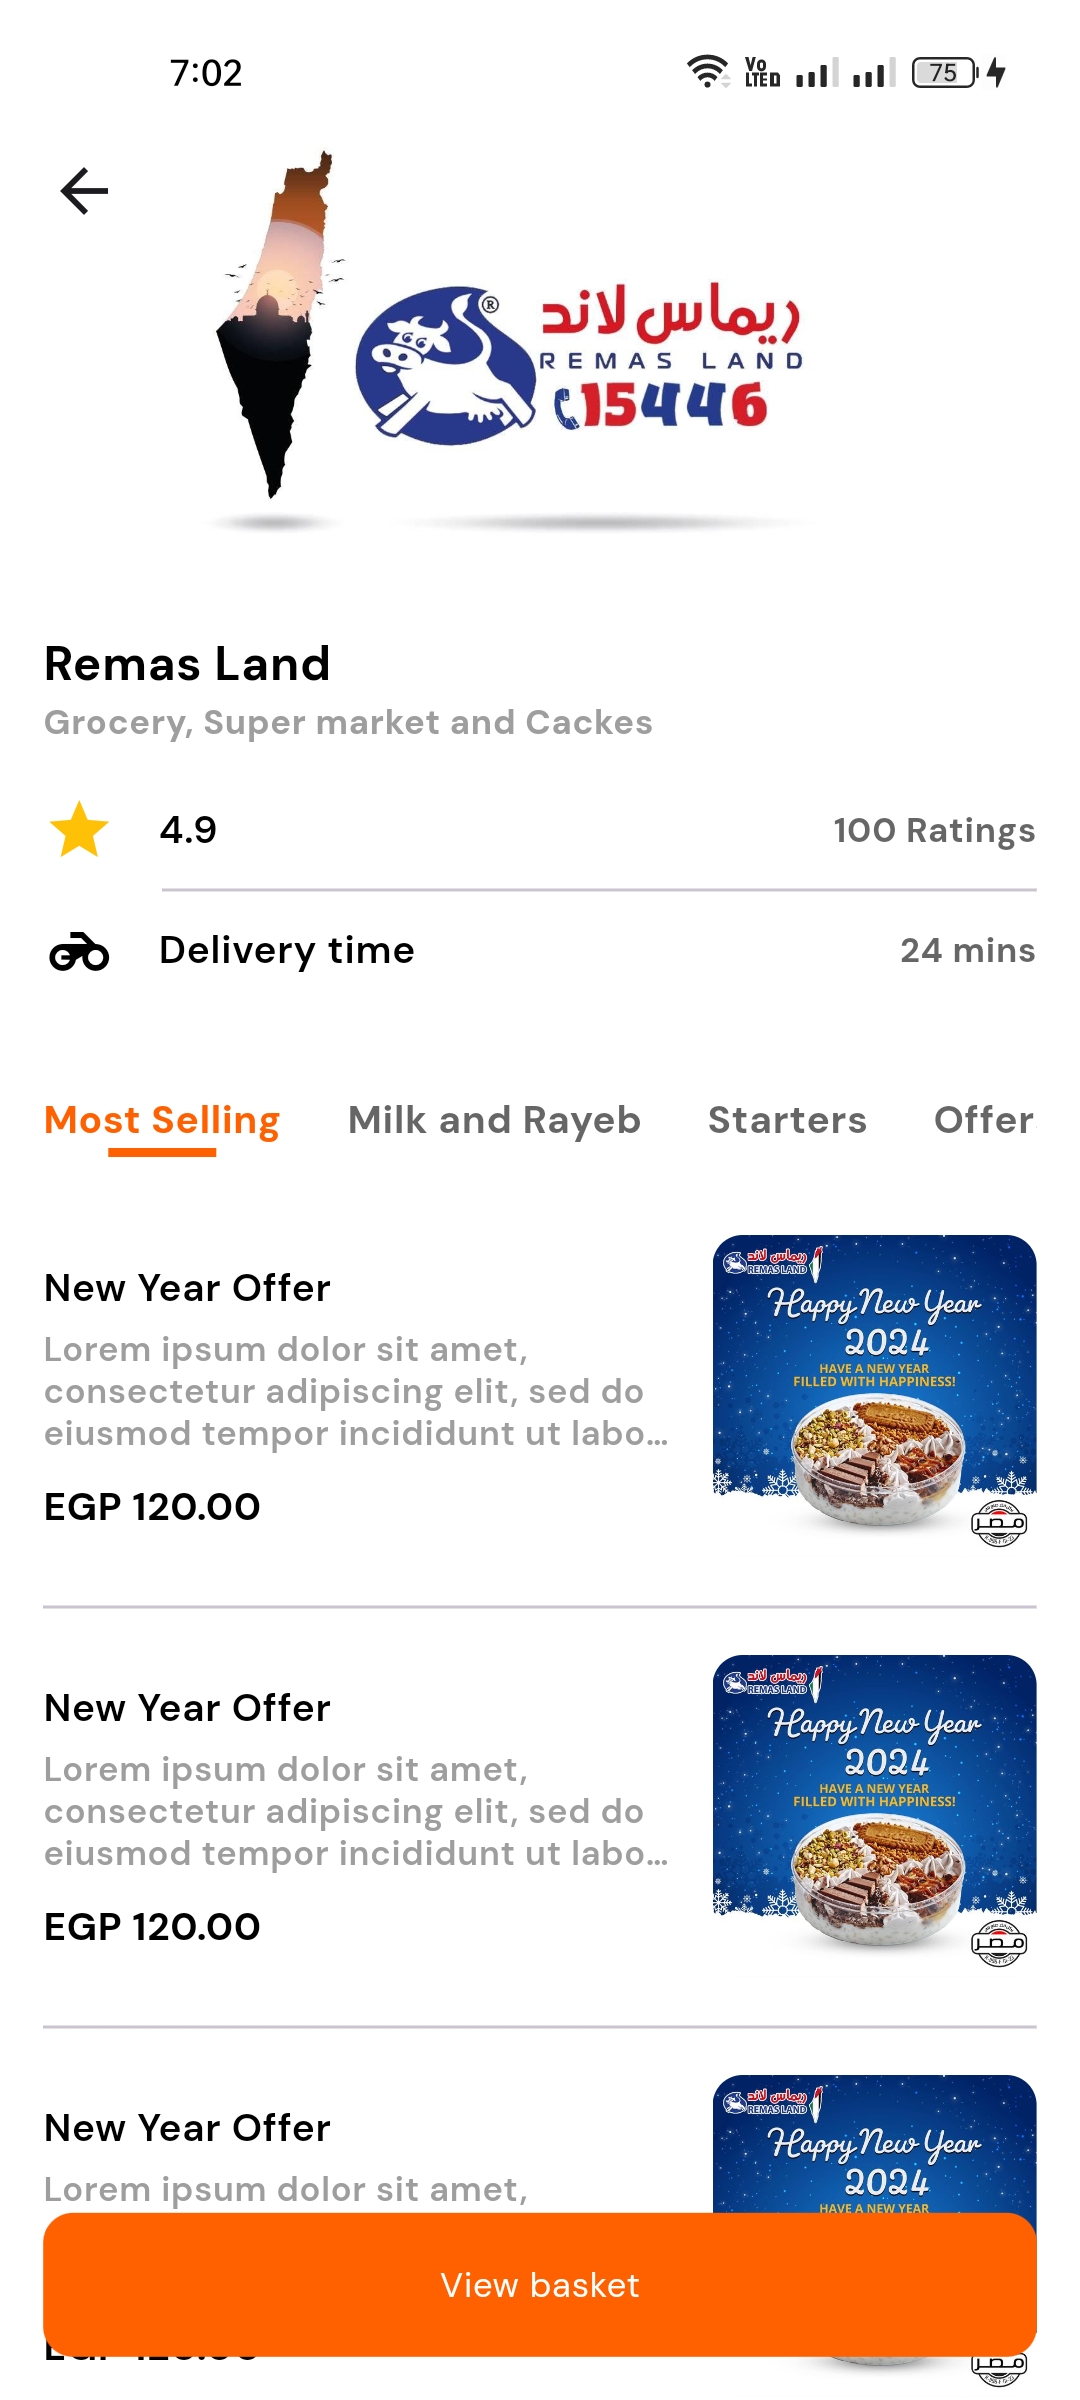 7:02
Vo
LTE
75
®
ريماس لاند
REMAS LAND
15446
Remas Land
Grocery, Super market and Cackes
4.9
100 Ratings
Delivery time
24 mins
Most Selling
Milk and Rayeb
Starters
Offer
New Year Offer
Lorem ipsum dolor sit amet,
consectetur adipiscing elit, sed do
eiusmod tempor incididunt ut labo...
EGP 120.00
ريماس لاند
REMAS LAND
Happy New Year
2024
HAVE A NEW YEAR
FILLED WITH HAPPINESS!
مصر
New Year Offer
Lorem ipsum dolor sit amet,
consectetur adipiscing elit, sed do
eiusmod tempor incididunt ut labo...
EGP 120.00
ريماس لاند
REMAS LAND
Happy New Year
2024
HAVE A NEW YEAR
FILLED WITH HAPPINESS!
مصر
New Year Offer
Lorem ipsum dolor sit amet,
ريماس لاند
REMAS LAND
Happy New Year
2024
HAVE A NEW YEAR
View basket
EGP 120.00
مصر